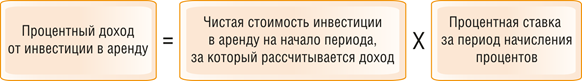 Процентный доход
от инвестиции в аренду
=
Чистая стоимость инвестиции
в аренду на начало периода,
за который рассчитывается доход
X
Процентная ставка
за период начисления
процентов